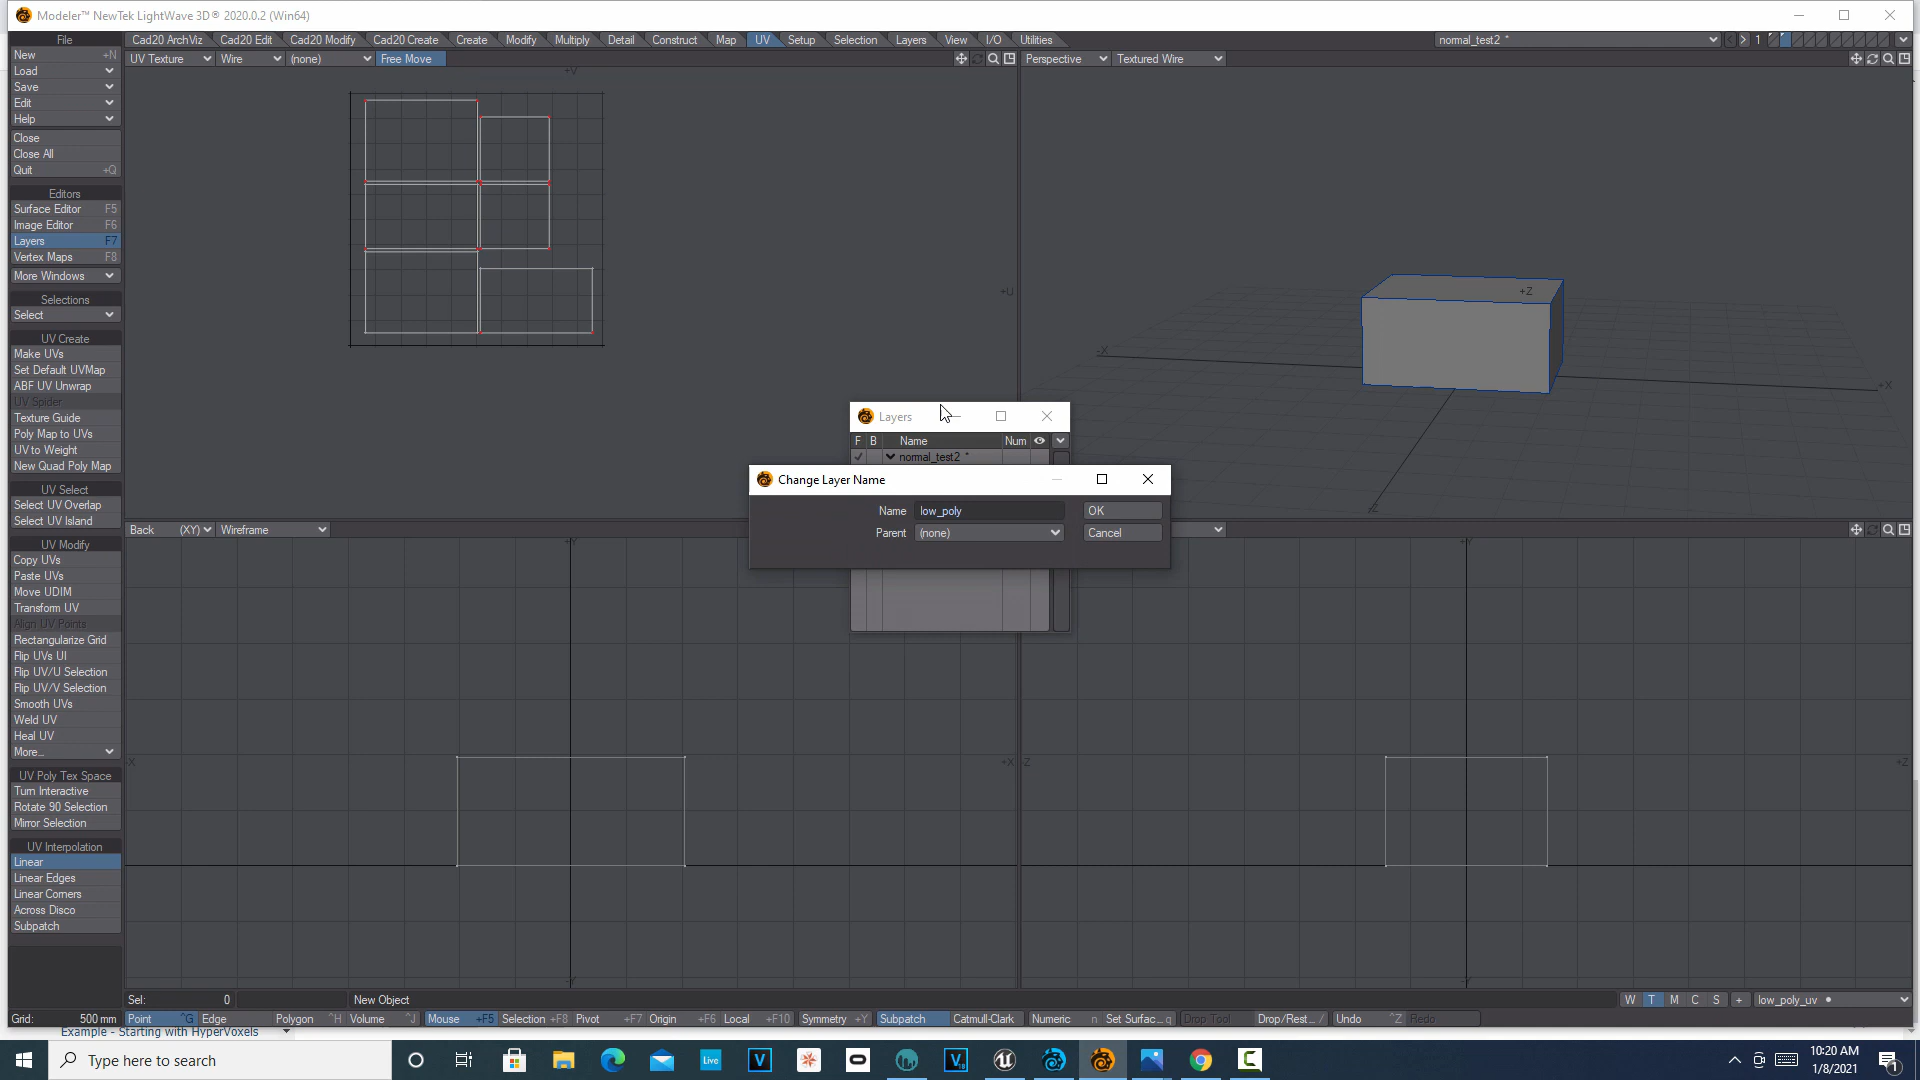 Modeler™ NewTek LightWave 3D® 2020.0.2 (Win64)
File
Cad20 ArchViz Cad20 Edit Cad20 Modify Cad20 Create Create Modify Multiply Detail Construct Map UV Setup Selection Layers View I/O Utilities
normal_test2 * 1
New +N
Load
Save
Edit
Help
Close
Close All
Quit +Q
UV Texture Wire (none) Free Move
Perspective Textured Wire
+V
+U
+Z
-X
+X
-Z
Editors
Surface Editor F5
Image Editor F6
Layers F7
Vertex Maps F8
More Windows
Selections
Select
UV Create
Make UVs
Set Default UVMap
ABF UV Unwrap
UV Spider
Texture Guide
Poly Map to UVs
UV to Weight
New Quad Poly Map
UV Select
Select UV Overlap
Select UV Island
UV Modify
Copy UVs
Paste UVs
Move UDIM
Transform UV
Align UV Points
Rectangularize Grid
Flip UVs UI
Flip UV/U Selection
Flip UV/V Selection
Smooth UVs
Weld UV
Heal UV
More...
UV Poly Tex Space
Turn Interactive
Rotate 90 Selection
Mirror Selection
UV Interpolation
Linear
Linear Edges
Linear Corners
Across Disco
Subpatch
Layers
F B Name Num
normal_test2 *
Change Layer Name
Name low_poly OK
Parent (none) Cancel
Back (XY) Wireframe
+Y
-X
+X
-Y
+Y
-Z
+Z
-Y
Sel: 0 New Object
W T M C S + low_poly_uv
Grid: 500 mm Point ^G Edge Polygon ^H Volume ^J Mouse +F5 Selection +F8 Pivot +F7 Origin +F6 Local +F10 Symmetry +Y Subpatch Catmull-Clark Numeric n Set Surfac... q Drop Tool Drop/Rest... / Undo ^Z Redo
Example - Starting with HyperVoxels
Type here to search
Live
10:20 AM
1/8/2021
1